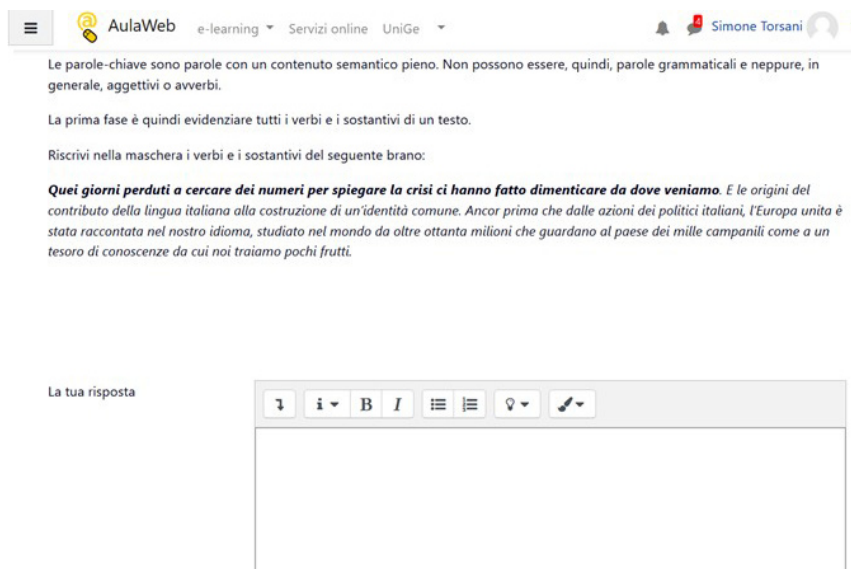 AulaWeb e-learning Servizi online UniGe 4 Simone Torsani
Le parole-chiave sono parole con un contenuto semantico pieno. Non possono essere, quindi, parole grammaticali e neppure, in
generale, aggettivi o avverbi.
La prima fase è quindi evidenziare tutti i verbi e i sostantivi di un testo.
Riscrivi nella maschera i verbi e i sostantivi del seguente brano:
Quei giorni perduti a cercare dei numeri per spiegare la crisi ci hanno fatto dimenticare da dove veniamo. E le origini del
contributo della lingua italiana alla costruzione di un'identità comune. Ancor prima che dalle azioni dei politici italiani, l'Europa unita è
stata raccontata nel nostro idioma, studiato nel mondo da oltre ottanta milioni che guardano al paese dei mille campanili come a un
tesoro di conoscenze da cui noi traiamo pochi frutti.
La tua risposta
i B I